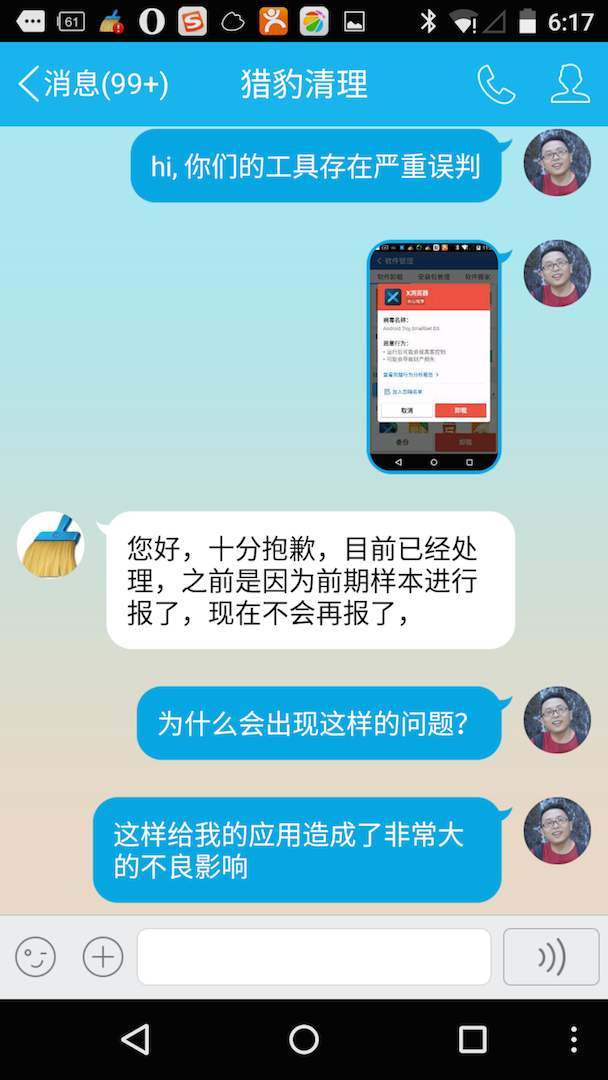 61
6:17
消息(99+)
猎豹清理
hi, 你们的工具存在严重误判
软件管理
软件卸载 安装包管理 软件搬家
X浏览器
病毒名称:
Android.Troj.SmallGet.D3
恶意行为:
• 运行后可能会被黑客控制
• 可能会导致财产损失
查看完整行为分析报告 >
加入忽略名单
取消
卸载
备份
卸载
您好，十分抱歉，目前已经处
理，之前是因为前期样本进行
报了，现在不会再报了，
为什么会出现这样的问题?
这样给我的应用造成了非常大
的不良影响